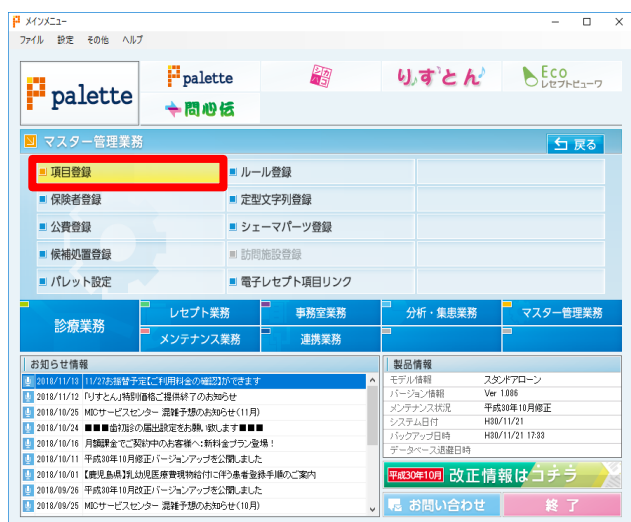 メインメニュー
ファイル 設定 その他 ヘルプ
palette
palette
シカコ
りすとん
Eco レセプトビューワ
問心伝
マスター管理業務
戻る
項目登録
ルール登録
保険者登録
定型文字列登録
公費登録
シェーマパーツ登録
候補処置登録
訪問施設登録
パレット設定
電子レセプト項目リンク
診療業務
レセプト業務
事務室業務
分析・集患業務
マスター管理業務
メンテナンス業務
連携業務
お知らせ情報
2018/11/13 11/27お振替予定【ご利用料金の確認】ができます
2018/11/12 「りすとん」特別価格ご提供終了のお知らせ
2018/10/25 MICサービスセンター 混雑予想のお知らせ(11月)
2018/10/24 ■■■歯初診の届出設定をお願い致します■■■
2018/10/16 月額課金でご契約中のお客様へ:新料金プラン登場！
2018/10/11 平成30年10月修正バージョンアップを公開しました
2018/10/01 【鹿児島県】乳幼児医療費現物給付に伴う患者登録手順のご案内
2018/09/26 平成30年10月改正バージョンアップを公開しました
2018/09/25 MICサービスセンター 混雑予想のお知らせ(10月)
製品情報
モデル情報 スタンドアローン
バージョン情報 Ver 1.086
メンテナンス状況 平成30年10月修正
システム日付 H30/11/21
バックアップ日時 H30/11/21 17:33
データベース退避日時
平成30年10月 改正情報はコチラ
お問い合わせ
終了